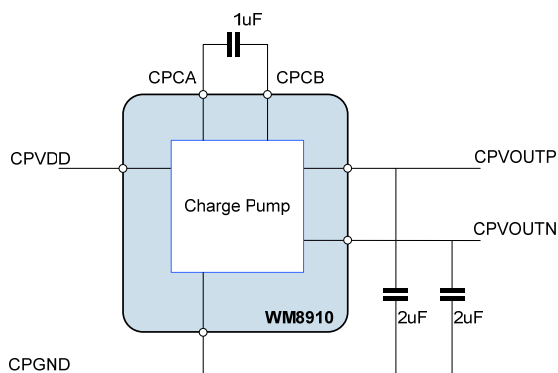 1uF
CPCA
CPCB
CPVDD
CPVOUTP
Charge Pump
CPVOUTN
WM8910
2uF
2uF
CPGND